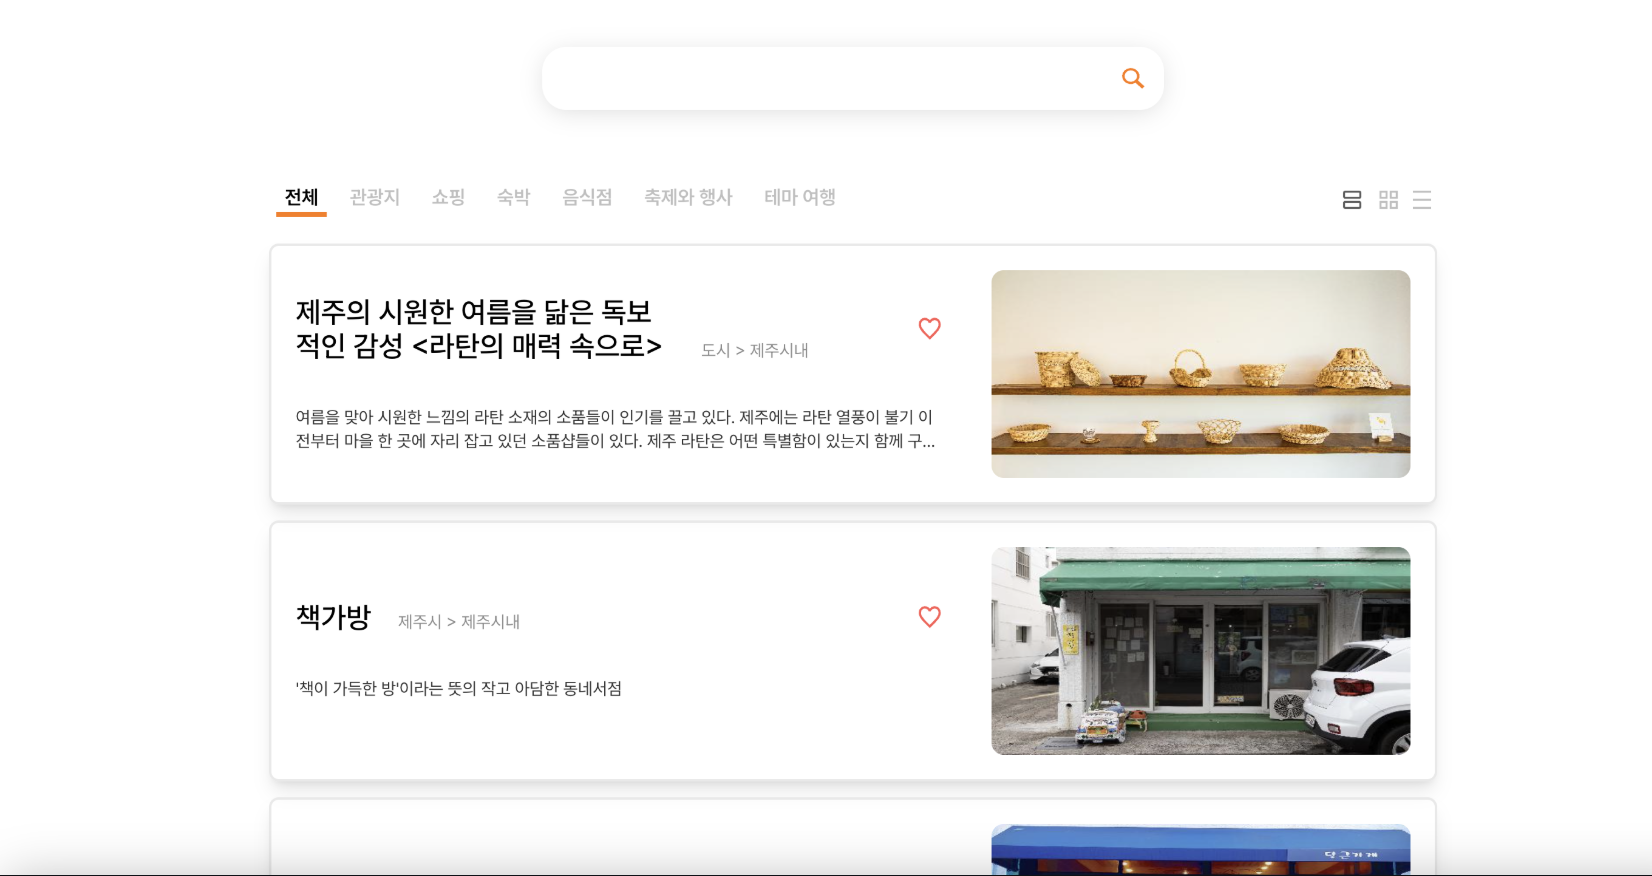 전체 관광지 쇼핑 숙박 음식점 축제와 행사 테마 여행
제주의 시원한 여름을 닮은 독보
적인 감성 <라탄의 매력 속으로>
도시 > 제주시내
여름을 맞아 시원한 느낌의 라탄 소재의 소품들이 인기를 끌고 있다. 제주에는 라탄 열풍이 불기 이
전부터 마을 한 곳에 자리 잡고 있던 소품샵들이 있다. 제주 라탄은 어떤 특별함이 있는지 함께 구...
책가방 제주시 > 제주시내
'책이 가득한 방'이라는 뜻의 작고 아담한 동네서점
당근가게